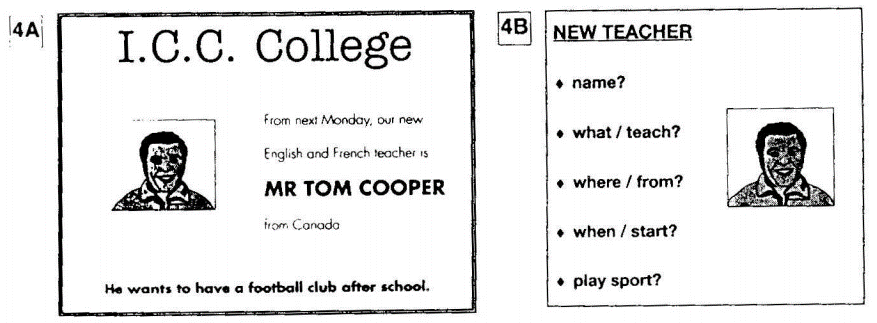 4A
I.C.C. College
From next Monday, our new
English and French teacher is
MR TOM COOPER
from Canada
He wants to have a football club after school.
4B
NEW TEACHER
♦ name?
♦ what / teach?
♦ where / from?
♦ when / start?
♦ play sport?